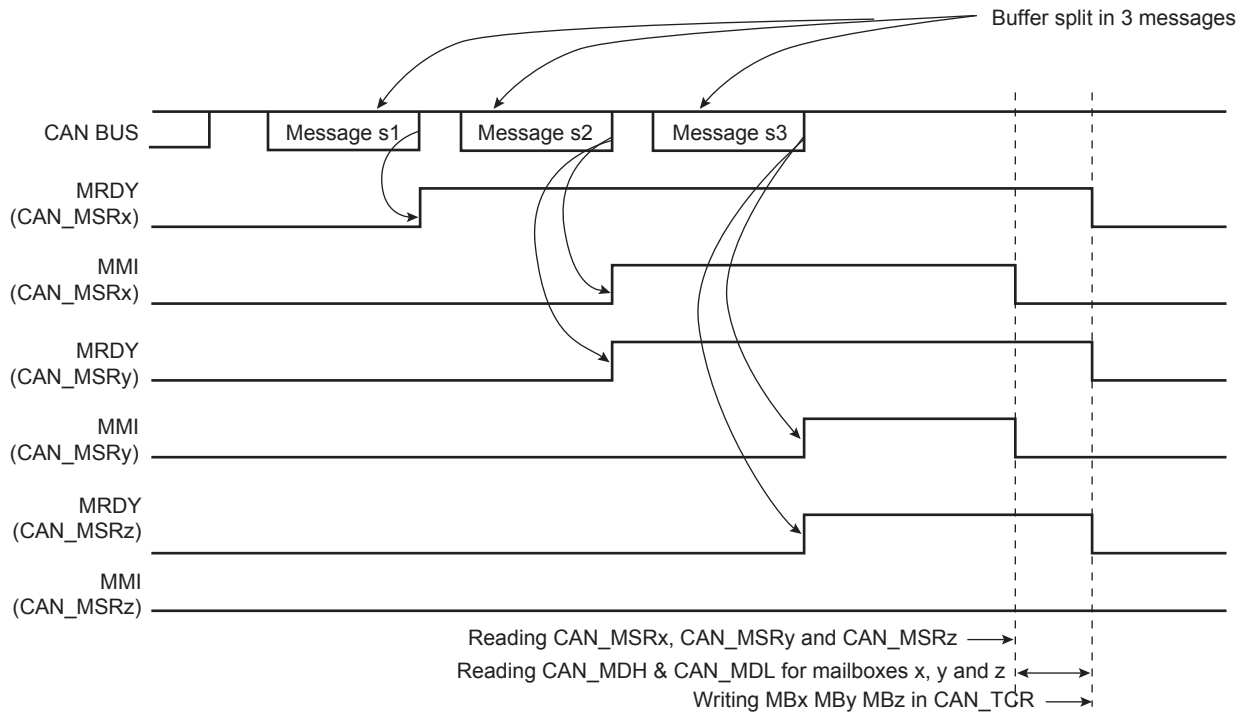 Buffer split in 3 messages
CAN BUS
Message s1
Message s2
Message s3
MRDY
(CAN_MSRx)
MMI
(CAN_MSRx)
MRDY
(CAN_MSRy)
MMI
(CAN_MSRy)
MRDY
(CAN_MSRz)
MMI
(CAN_MSRz)
Reading CAN_MSRx, CAN_MSRy and CAN_MSRz
Reading CAN_MDH & CAN_MDL for mailboxes x, y and z
Writing MBx MBy MBz in CAN_TCR